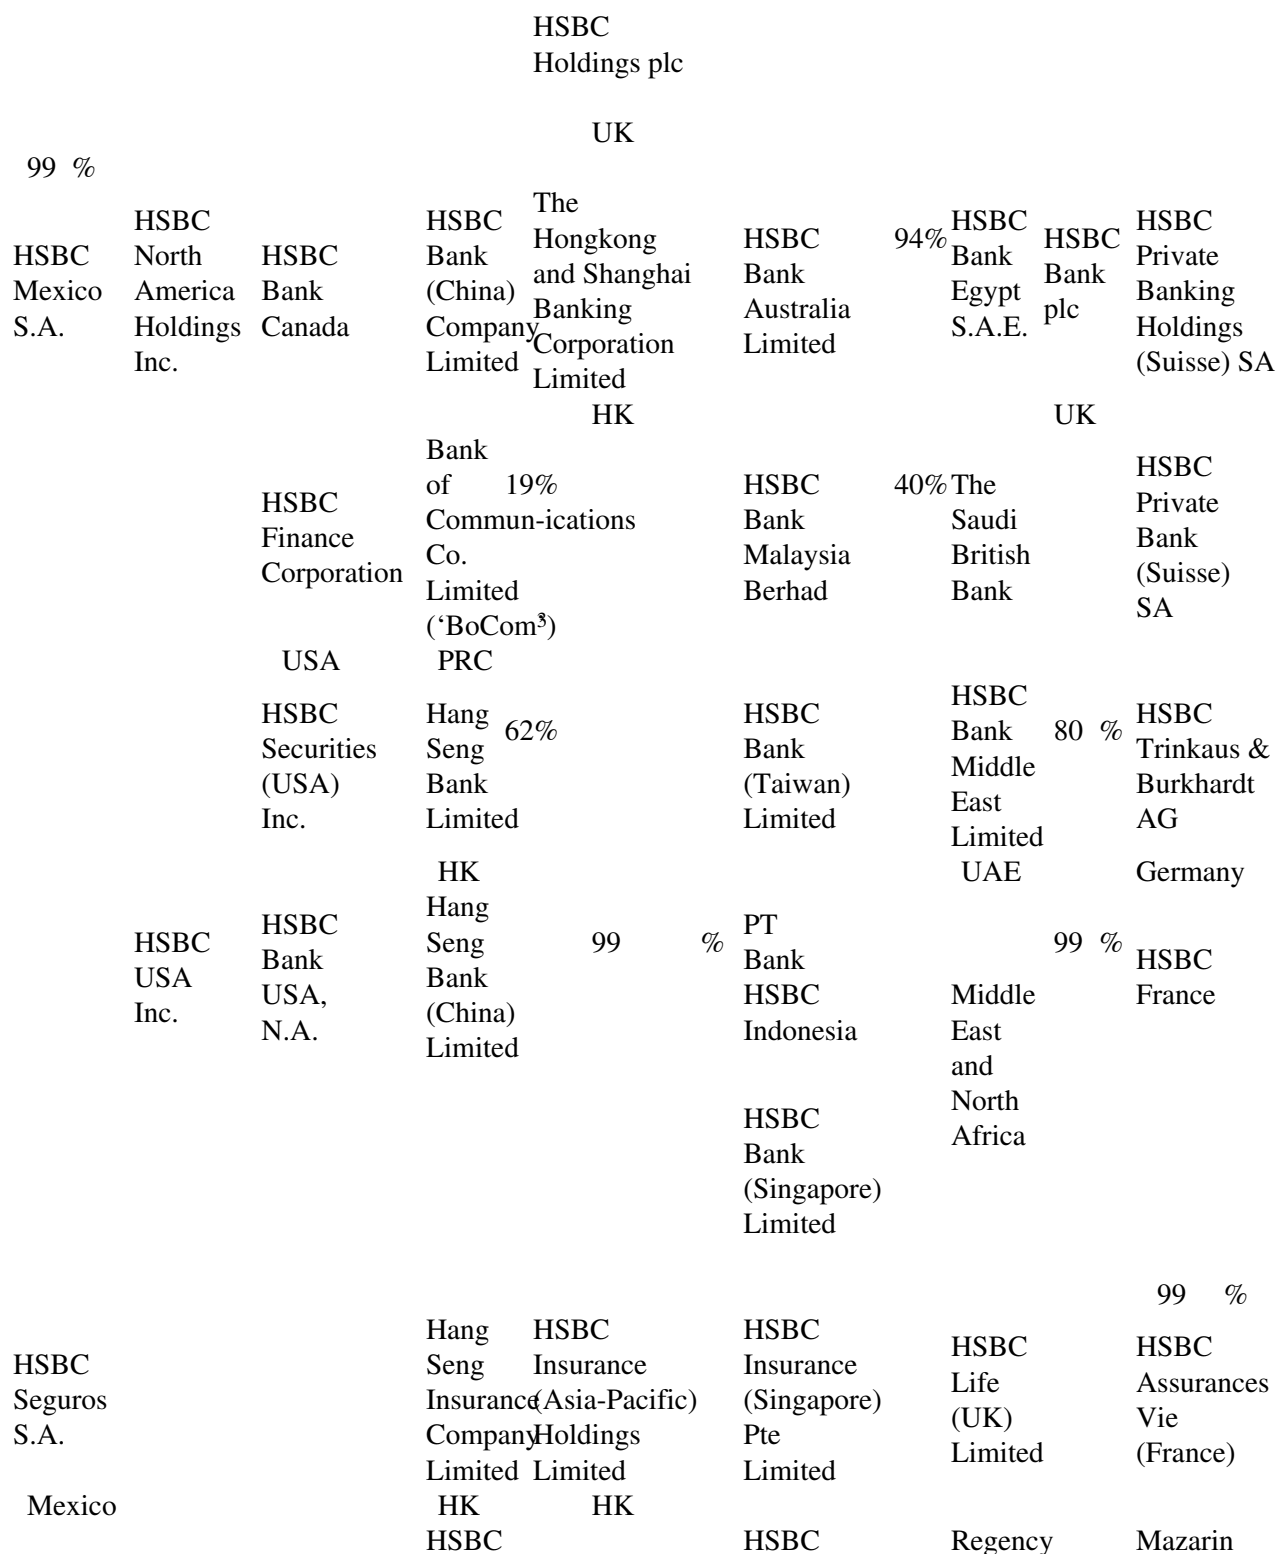 HSBC
Holdings plc
UK
99 %
HSBC
Mexico
S.A.
HSBC
North
America
Holdings
Inc.
HSBC
Bank
Canada
HSBC
Bank
(China)
Company
Limited
The
Hongkong
and Shanghai
Banking
Corporation
Limited
HSBC
Bank
Australia
Limited
94%
HSBC
Bank
Egypt
S.A.E.
HSBC
Bank
plc
HSBC
Private
Banking
Holdings
(Suisse) SA
HK
UK
HSBC
Finance
Corporation
Bank
of
Commun-ications
Co.
Limited
(‘BoCom’3)
19%
HSBC
Bank
Malaysia
Berhad
40%
The
Saudi
British
Bank
HSBC
Private
Bank
(Suisse)
SA
USA
PRC
HSBC
Securities
(USA)
Inc.
Hang
Seng
Bank
Limited
62%
HSBC
Bank
(Taiwan)
Limited
HSBC
Bank
Middle
East
Limited
80 %
HSBC
Trinkaus &
Burkhardt
AG
HK
UAE
Germany
HSBC
USA
Inc.
HSBC
Bank
USA,
N.A.
Hang
Seng
Bank
(China)
Limited
99 %
PT
Bank
HSBC
Indonesia
Middle
East
and
North
Africa
99 %
HSBC
France
HSBC
Bank
(Singapore)
Limited
99 %
HSBC
Seguros
S.A.
Hang
Seng
Insurance
Company
Limited
HSBC
Insurance
(Asia-Pacific)
Holdings
Limited
HSBC
Insurance
(Singapore)
Pte
Limited
HSBC
Life
(UK)
Limited
HSBC
Assurances
Vie
(France)
Mexico
HK
HK
HSBC
HSBC
Regency
Mazarin